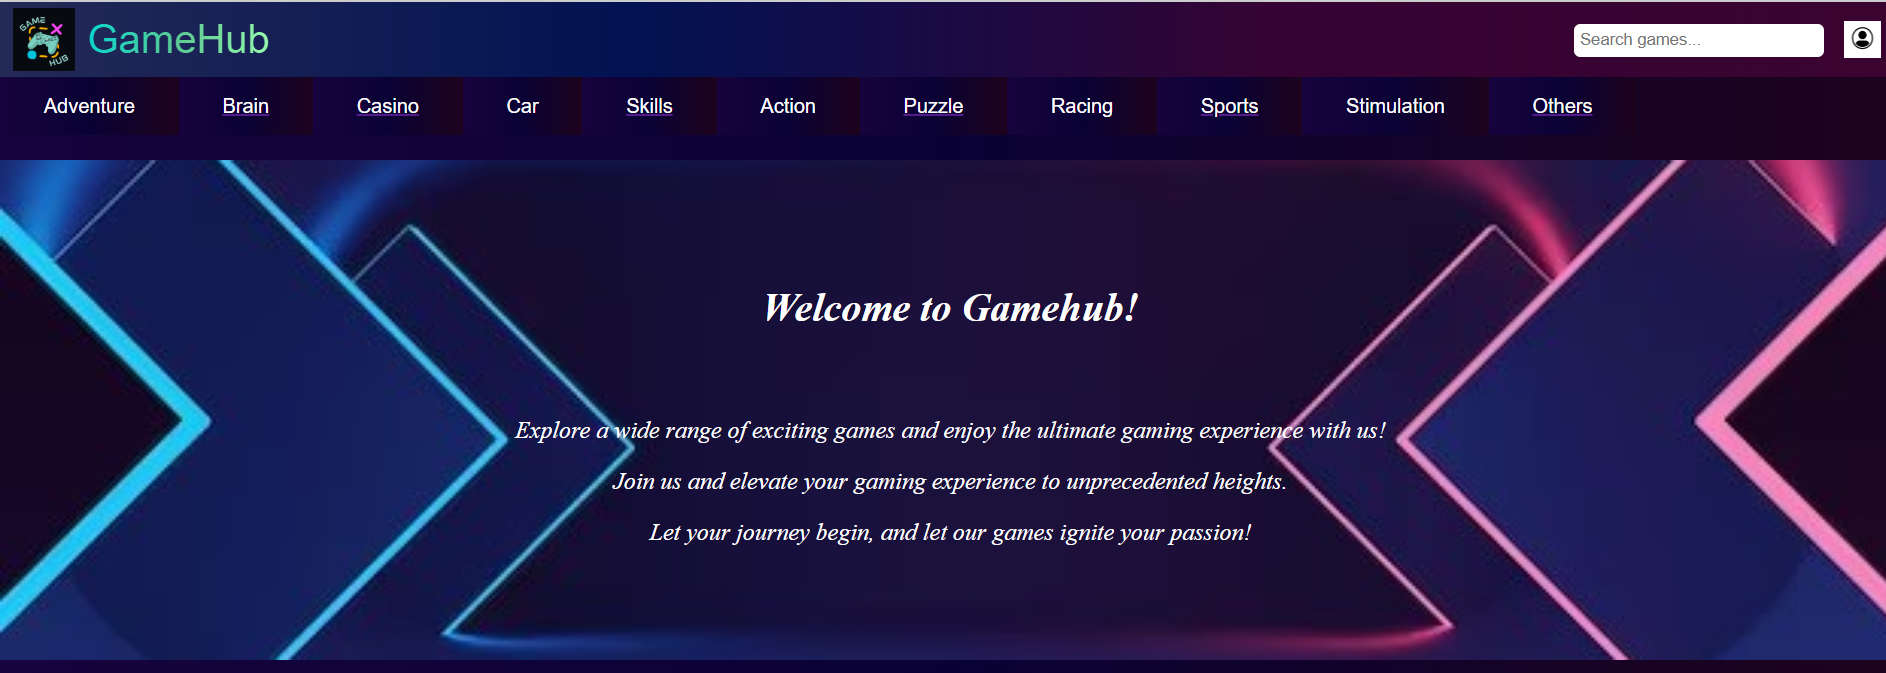 GAME
HUB
GameHub
Search games...
Adventure Brain Casino Car Skills Action Puzzle Racing Sports Stimulation Others
Welcome to Gamehub!
Explore a wide range of exciting games and enjoy the ultimate gaming experience with us!
Join us and elevate your gaming experience to unprecedented heights.
Let your journey begin, and let our games ignite your passion!